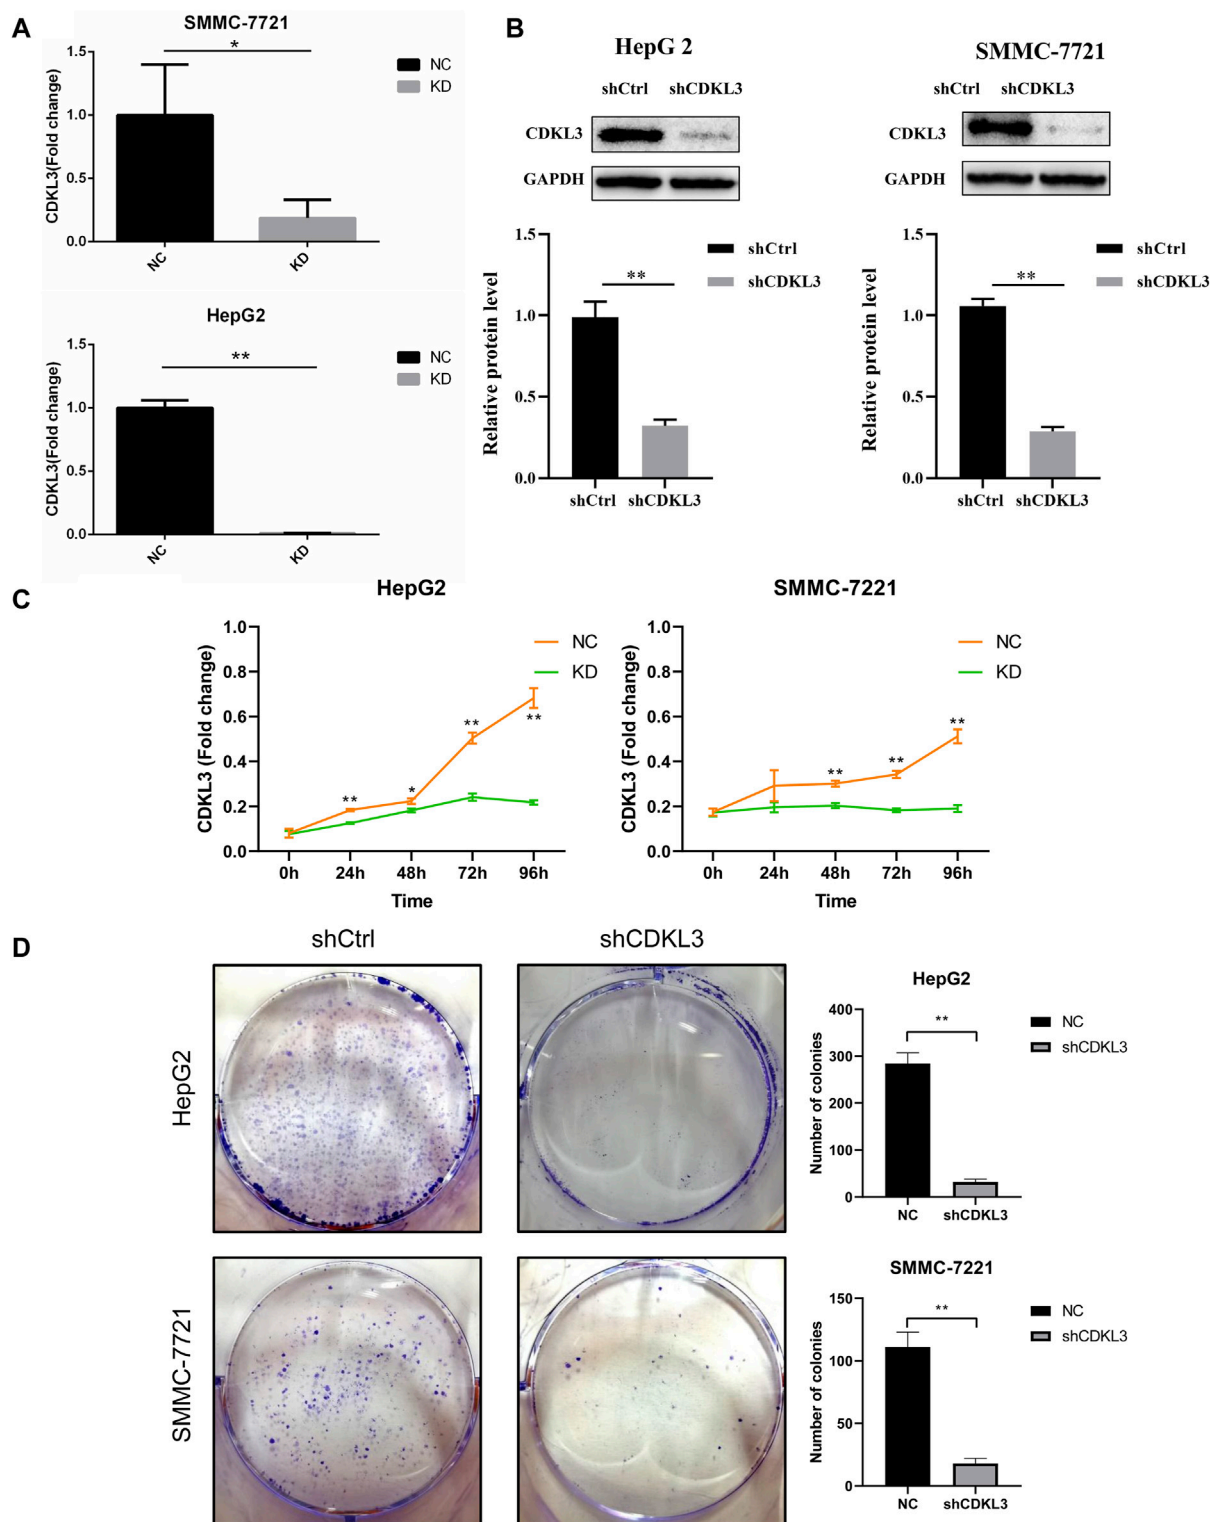 A
SMMC-7721
CDKL3(Fold change)
1.5
1.0
0.5
0.0
*
NC
KD
NC
KD
HepG2
CDKL3(Fold change)
1.5
1.0
0.5
0.0
**
NC
KD
NC
KD
B
HepG 2
shCtrl shCDKL3
CDKL3
GAPDH
Relative protein level
1.5
1.0
0.5
0.0
**
shCtrl
shCDKL3
shCtrl shCDKL3
SMMC-7721
shCtrl shCDKL3
CDKL3
GAPDH
Relative protein level
1.5
1.0
0.5
0.0
**
shCtrl
shCDKL3
shCtrl shCDKL3
C
HepG2
CDKL3 (Fold change)
1.0
0.8
0.6
0.4
0.2
0.0
** * ** **
NC
KD
0h 24h 48h 72h 96h
Time
SMMC-7221
CDKL3 (Fold change)
1.0
0.8
0.6
0.4
0.2
0.0
** ** **
NC
KD
0h 24h 48h 72h 96h
Time
D
shCtrl shCDKL3
HepG2
SMMC-7721
HepG2
Number of colonies
400
300
200
100
0
**
NC
shCDKL3
NC shCDKL3
SMMC-7221
Number of colonies
150
100
50
0
**
NC
shCDKL3
NC shCDKL3